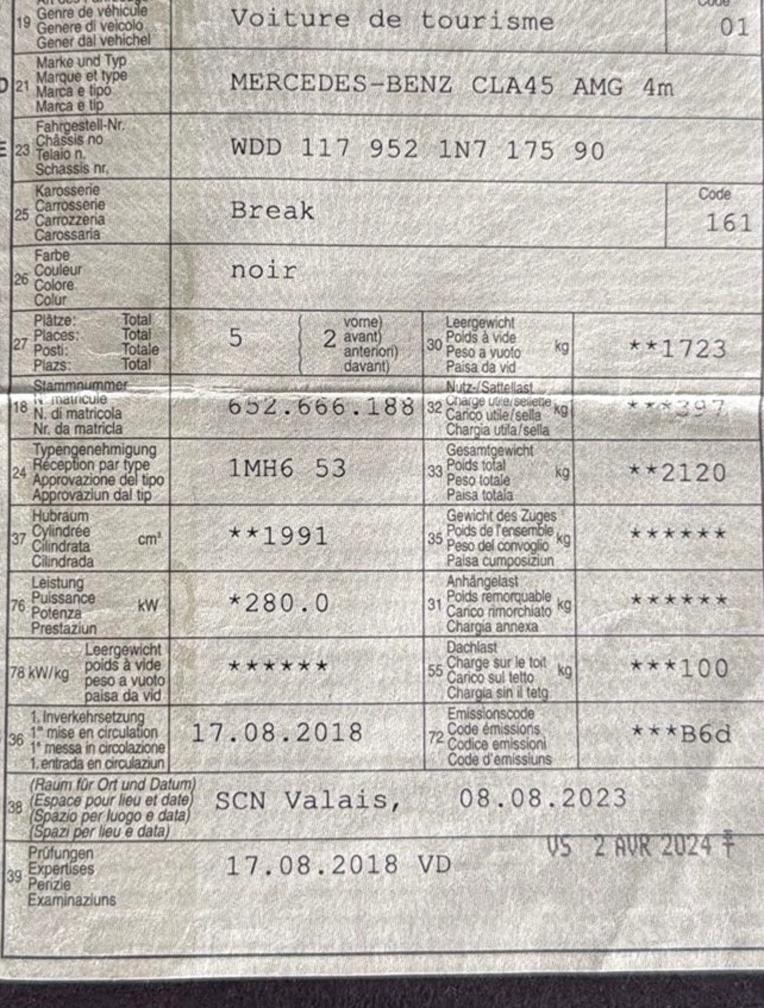 Code
19 Genre de véhicule
Genere di veicolo
Gener dal vehichel
Voiture de tourisme
01
D 21 Marke und Typ
Marque et type
Marca e tipo
Marca e tip
MERCEDES-BENZ CLA45 AMG 4m
E 23 Fahrgestell-Nr.
Châssis no
Telaio n.
Schassis nr.
WDD 117 952 1N7 175 90
25 Karosserie
Carrosserie
Carrozzeria
Carossaria
Break
Code
161
26 Farbe
Couleur
Colore
Colur
noir
27 Plätze: Total
Places: Total
Posti: Totale
Plazs: Total
5
2 vorne)
avant)
anteriori)
davant)
30 Leergewicht
Poids à vide kg
Peso a vuoto
Paisa da vid
**1723
18 Stammnummer
N° matricule
N. di matricola
Nr. da matricla
652.666.188
32 Nutz-/Sattellast
Charge utile/sellette kg
Carico utile/sella
Chargia utila/sella
***397
24 Typengenehmigung
Réception par type
Approvazione del tipo
Approvaziun dal tip
1MH6 53
33 Gesamtgewicht
Poids total kg
Peso totale
Paisa totala
**2120
37 Hubraum
Cylindrée cm³
Cilindrata
Cilindrada
**1991
35 Gewicht des Zuges
Poids de l'ensemble kg
Peso del convoglio
Paisa cumposiziun
******
76 Leistung
Puissance kW
Potenza
Prestaziun
*280.0
31 Anhängelast
Poids remorquable kg
Carico rimorchiato
Chargia annexa
******
78 kW/kg Leergewicht
poids à vide
peso a vuoto
paisa da vid
******
55 Dachlast
Charge sur le toit kg
Carico sul tetto
Chargia sin il tetg
***100
36 1. Inverkehrsetzung
1re mise en circulation
1a messa in circolazione
1. entrada en circulaziun
17.08.2018
72 Emissionscode
Code émissions
Codice emissioni
Code d'emissiuns
***B6d
38 (Raum für Ort und Datum)
(Espace pour lieu et date)
(Spazio per luogo e data)
(Spazi per lieu e data)
SCN Valais, 08.08.2023
39 Prüfungen
Expertises
Perizie
Examinaziuns
17.08.2018 VD
VS 2 AVR 2024